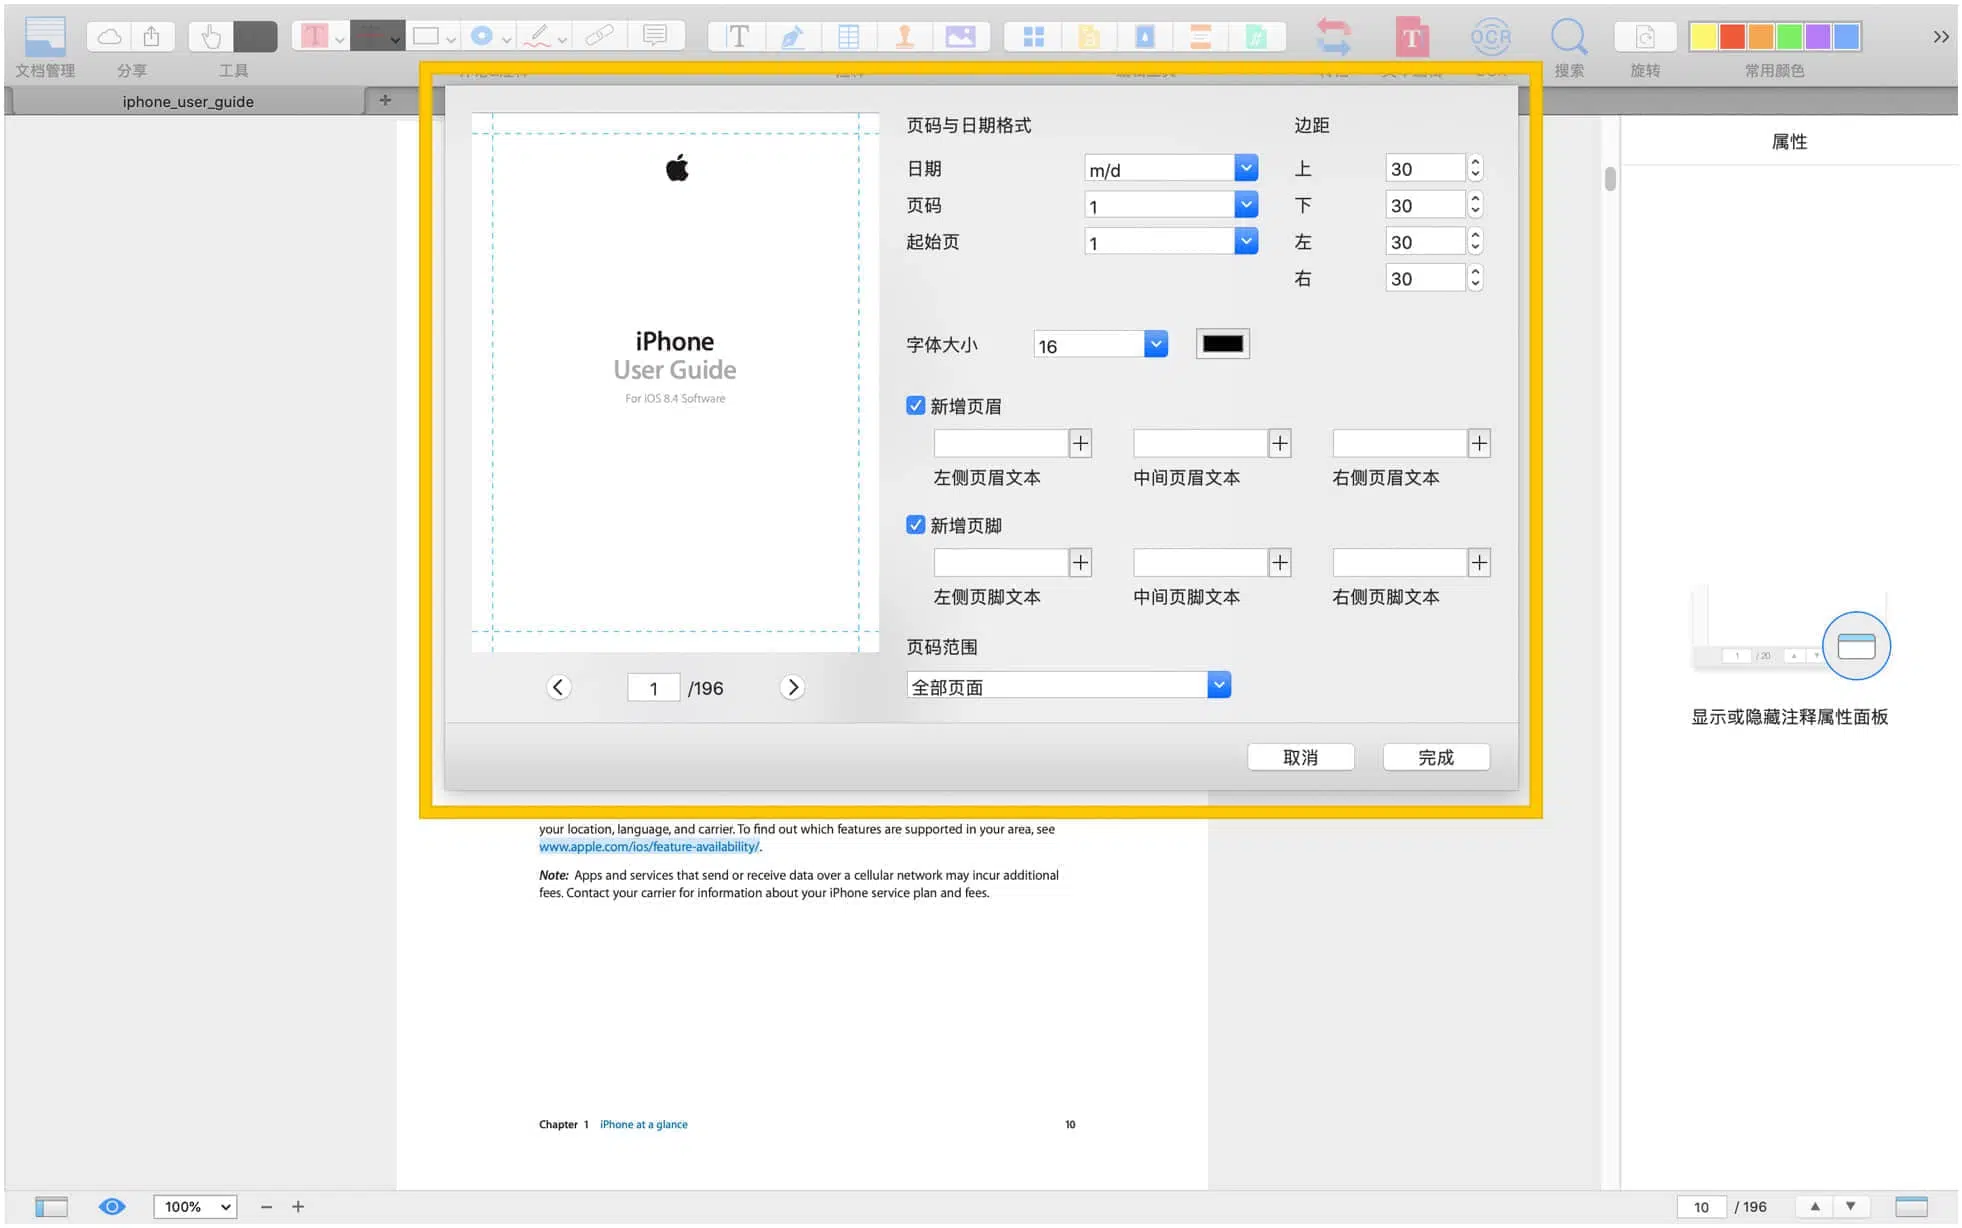 OCR
文档管理
分享
工具
搜索
旋转
常用颜色
iphone_user_guide
属性
iPhone
User Guide
For iOS 8.4 Software
1 /196
页码与日期格式
日期 m/d
页码 1
起始页 1
边距
上 30
下 30
左 30
右 30
字体大小 16
新增页眉
左侧页眉文本 中间页眉文本 右侧页眉文本
新增页脚
左侧页脚文本 中间页脚文本 右侧页脚文本
页码范围
全部页面
取消 完成
1 / 20
显示或隐藏注释属性面板
your location, language, and carrier. To find out which features are supported in your area, see
www.apple.com/ios/feature-availability/.
Note: Apps and services that send or receive data over a cellular network may incur additional
fees. Contact your carrier for information about your iPhone service plan and fees.
Chapter 1 iPhone at a glance 10
100% 10 / 196